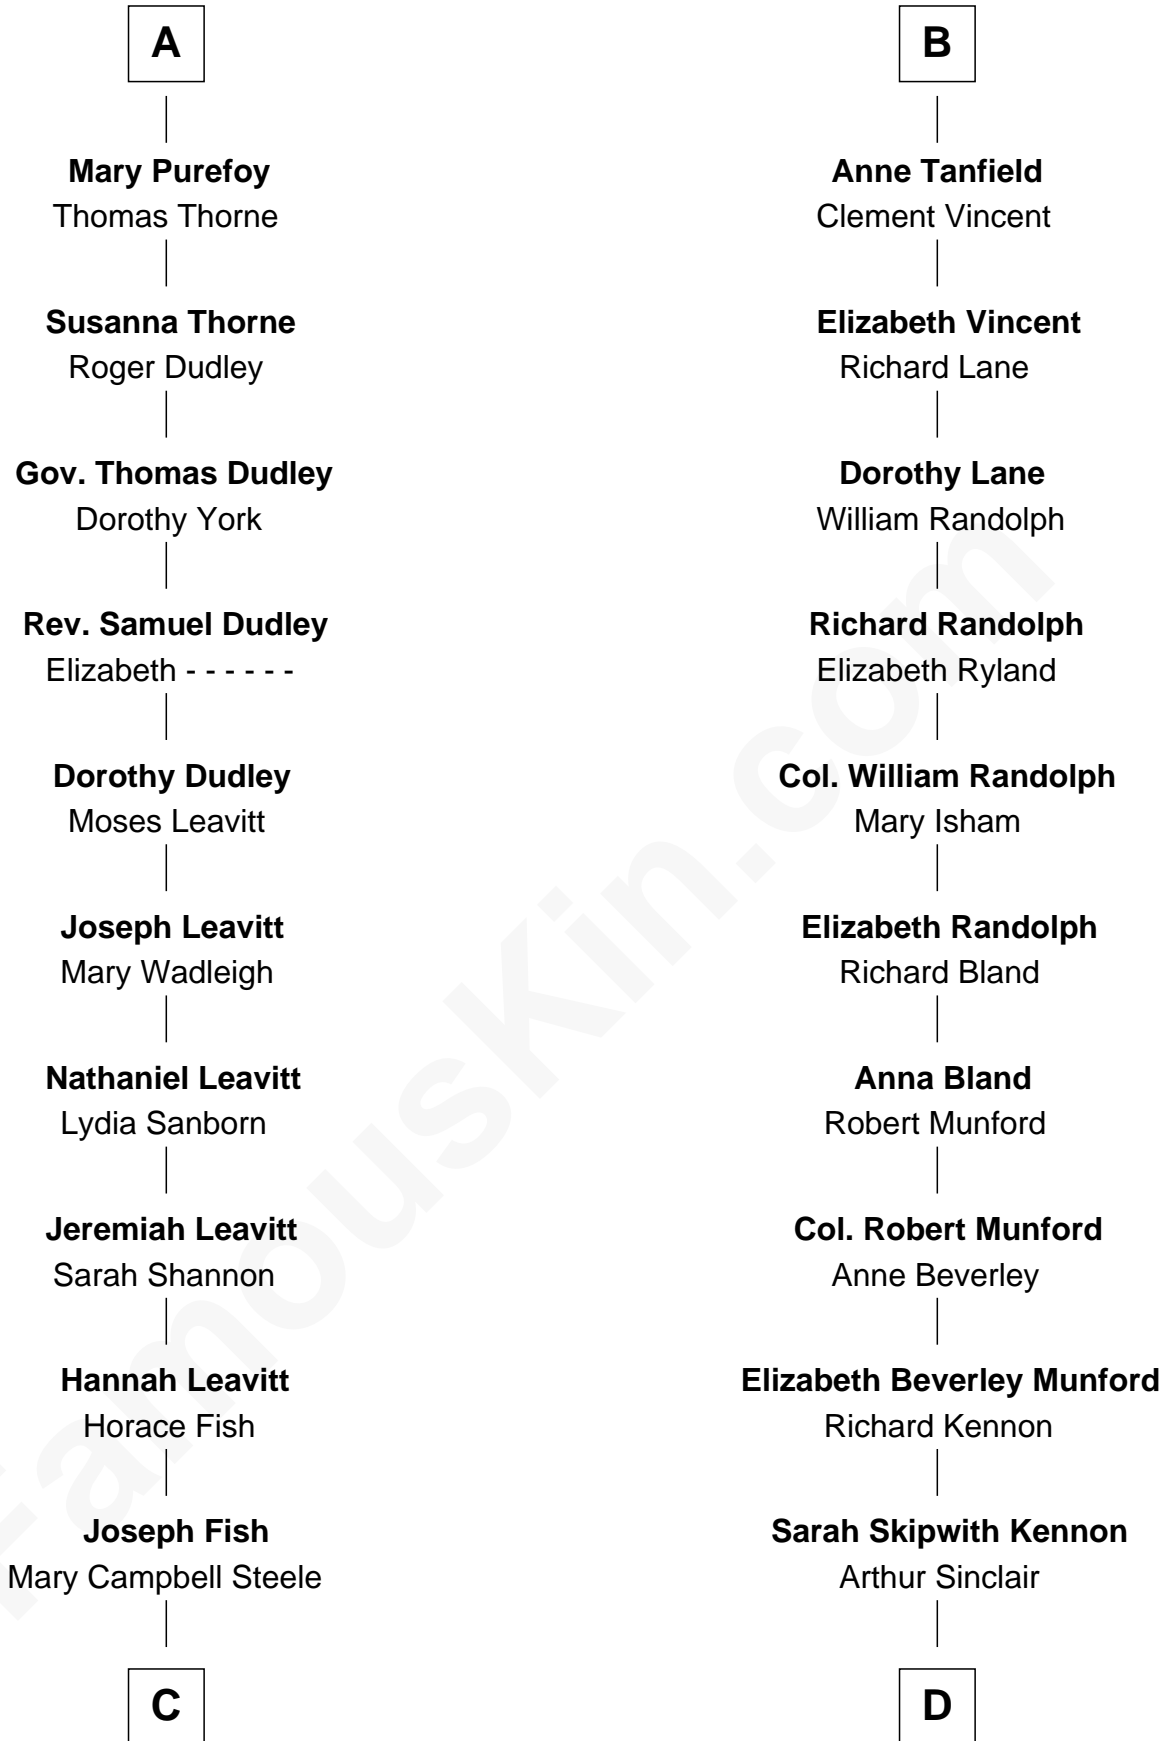 A
Mary Purefoy
Thomas Thorne
Susanna Thorne
Roger Dudley
Gov. Thomas Dudley
Dorothy York
Rev. Samuel Dudley
Elizabeth - - - - - -
Dorothy Dudley
Moses Leavitt
Joseph Leavitt
Mary Wadleigh
Nathaniel Leavitt
Lydia Sanborn
Jeremiah Leavitt
Sarah Shannon
Hannah Leavitt
Horace Fish
Joseph Fish
Mary Campbell Steele
C
B
Anne Tanfield
Clement Vincent
Elizabeth Vincent
Richard Lane
Dorothy Lane
William Randolph
Richard Randolph
Elizabeth Ryland
Col. William Randolph
Mary Isham
Elizabeth Randolph
Richard Bland
Anna Bland
Robert Munford
Col. Robert Munford
Anne Beverley
Elizabeth Beverley Munford
Richard Kennon
Sarah Skipwith Kennon
Arthur Sinclair
D
FamousKin.com